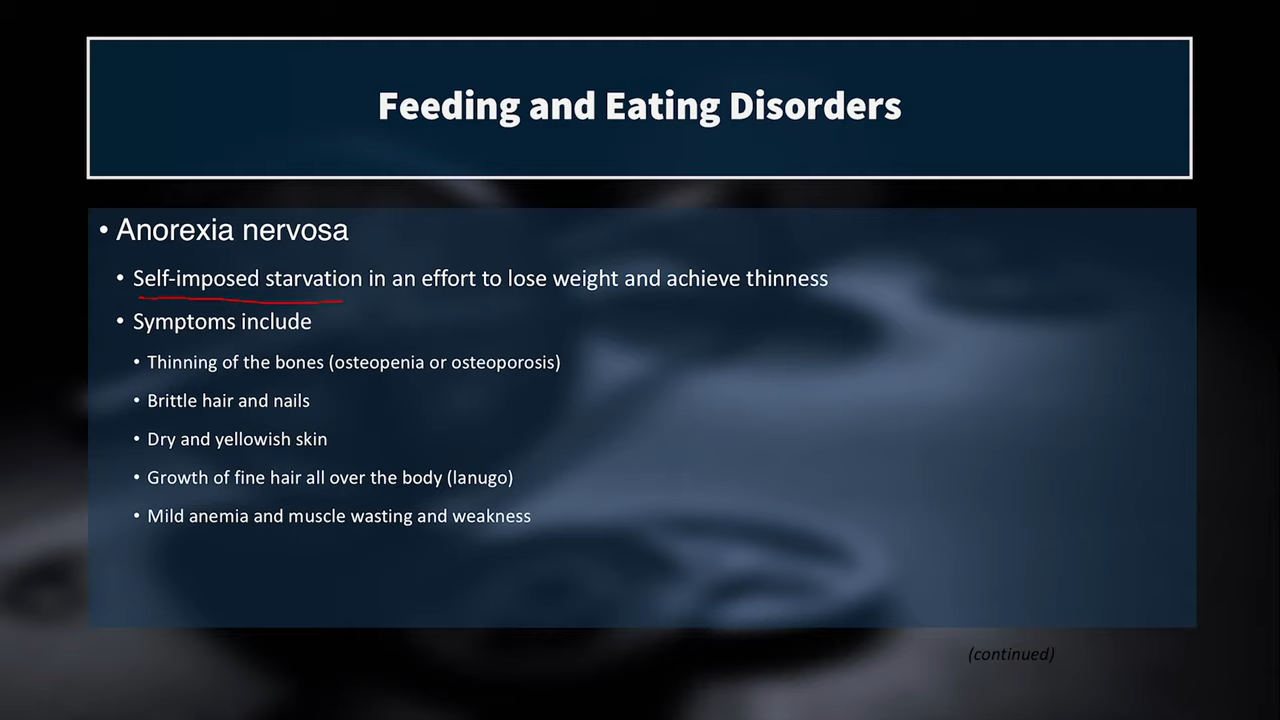 Feeding and Eating Disorders
• Anorexia nervosa
• Self-imposed starvation in an effort to lose weight and achieve thinness
• Symptoms include
• Thinning of the bones (osteopenia or osteoporosis)
• Brittle hair and nails
• Dry and yellowish skin
• Growth of fine hair all over the body (lanugo)
• Mild anemia and muscle wasting and weakness
(continued)